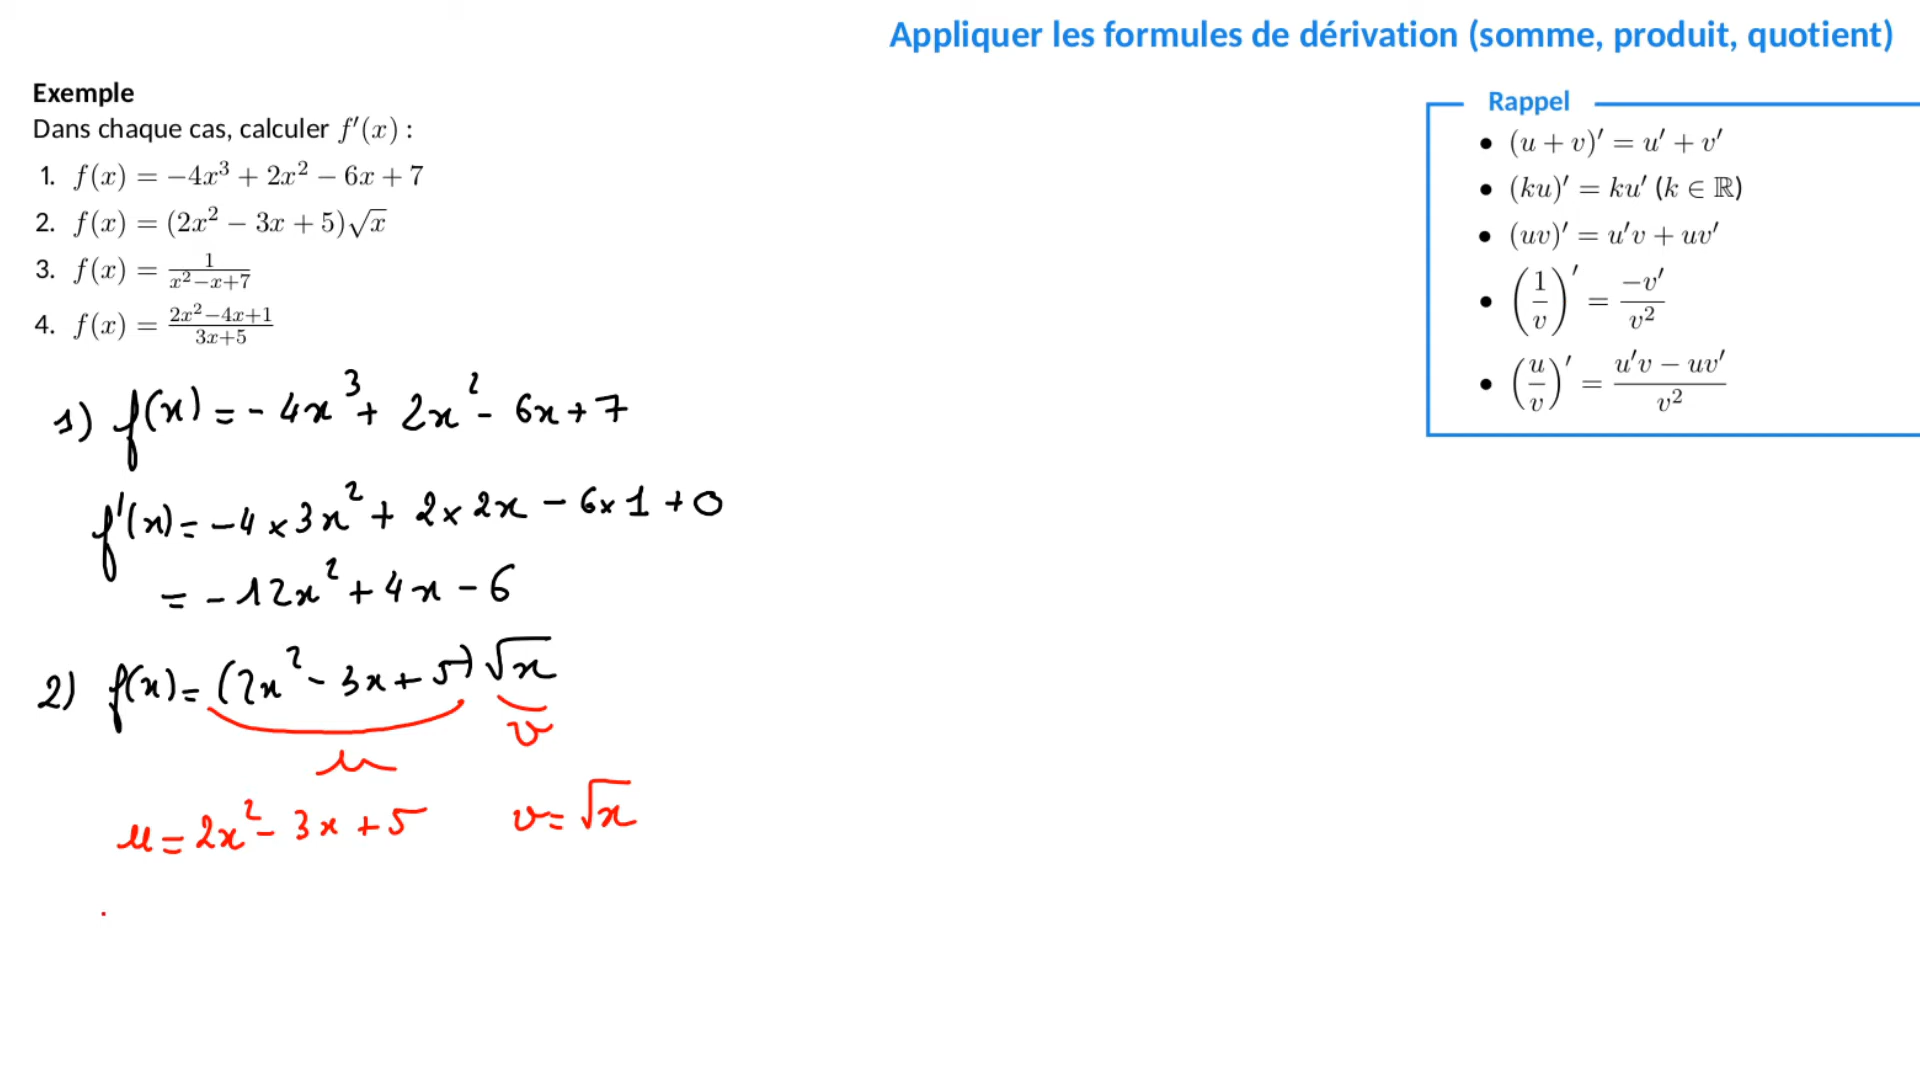 Appliquer les formules de dérivation (somme, produit, quotient)
Exemple
Dans chaque cas, calculer f′(x) :
1. f(x) = −4x³ + 2x² − 6x + 7
2. f(x) = (2x² − 3x + 5)√x
3. f(x) = 1/(x²−x+7)
4. f(x) = (2x²−4x+1)/(3x+5)
Rappel
• (u + v)′ = u′ + v′
• (ku)′ = ku′ (k ∈ ℝ)
• (uv)′ = u′v + uv′
• (1/v)′ = −v′/v²
• (u/v)′ = (u′v − uv′)/v²
1) f(x) = - 4x³ + 2x² - 6x + 7
f'(x) = -4 × 3x² + 2 × 2x - 6 × 1 + 0
= - 12x² + 4x - 6
2) f(x) = (2x² - 3x + 5) √x
u v
u = 2x² - 3x + 5 v = √x